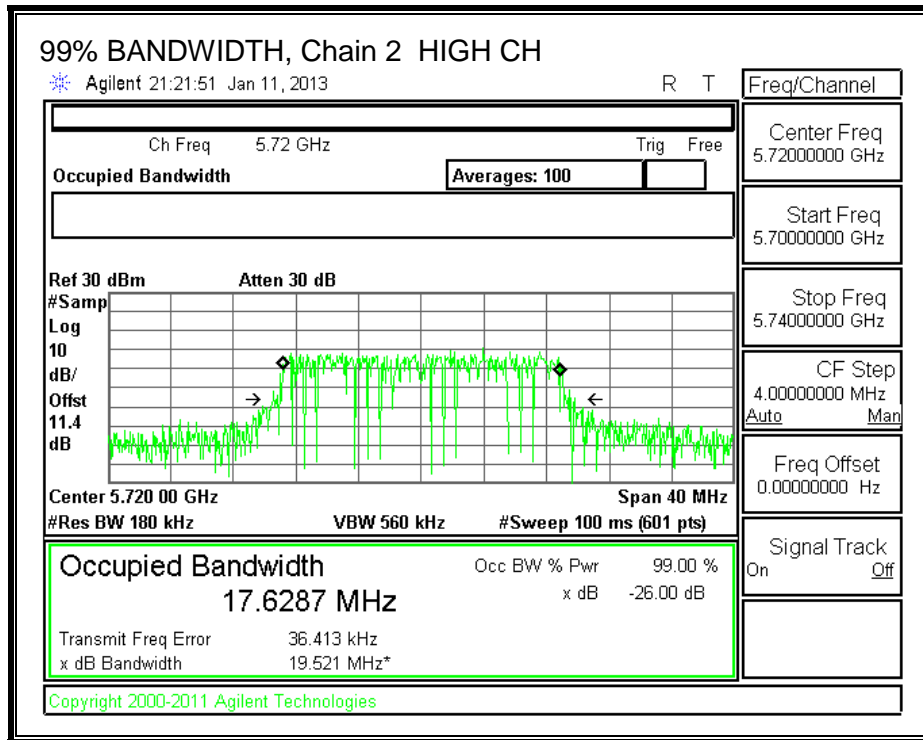 99% BANDWIDTH, Chain 2 HIGH CH
Agilent 21:21:51 Jan 11, 2013 R T
Freq/Channel
Ch Freq 5.72 GHz Trig Free
Occupied Bandwidth Averages: 100
Center Freq
5.72000000 GHz
Start Freq
5.70000000 GHz
Stop Freq
5.74000000 GHz
CF Step
4.00000000 MHz
Auto Man
Freq Offset
0.00000000 Hz
Signal Track
On Off
Ref 30 dBm Atten 30 dB
#Samp
Log
10
dB/
Offst
11.4
dB
Center 5.720 00 GHz Span 40 MHz
#Res BW 180 kHz VBW 560 kHz #Sweep 100 ms (601 pts)
Occupied Bandwidth Occ BW % Pwr 99.00 %
17.6287 MHz x dB -26.00 dB
Transmit Freq Error 36.413 kHz
x dB Bandwidth 19.521 MHz*
Copyright 2000-2011 Agilent Technologies